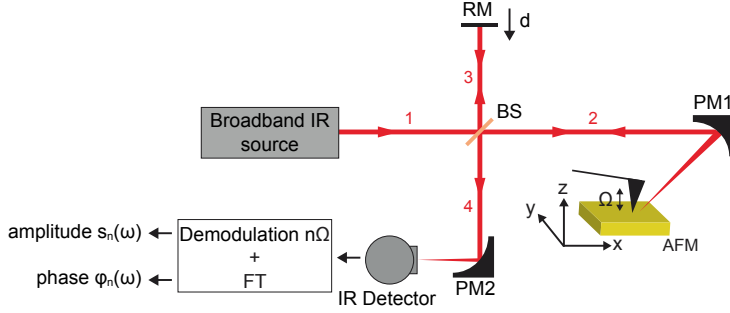 RM
d
3
PM1
BS
Broadband IR
source
1
2
Ω
z
y
x
AFM
4
amplitude sₙ(ω)
phase φₙ(ω)
Demodulation nΩ
+
FT
IR Detector
PM2